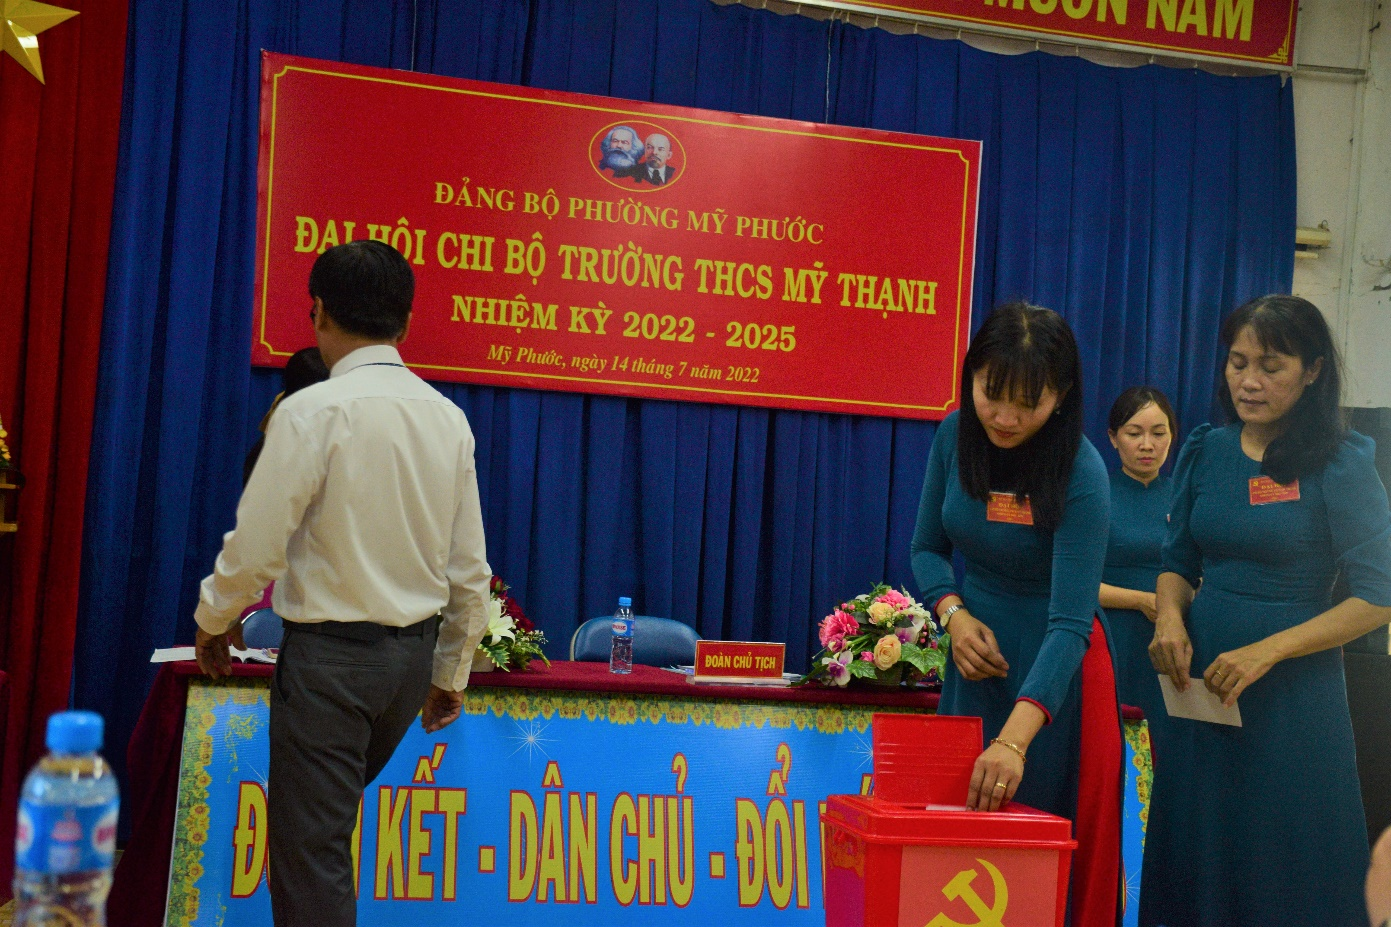 MUÔN NĂM
ĐẢNG BỘ PHƯỜNG MỸ PHƯỚC
ĐẠI HỘI CHI BỘ TRƯỜNG THCS MỸ THẠNH
NHIỆM KỲ 2022 - 2025
Mỹ Phước, ngày 14 tháng 7 năm 2022
ĐOÀN CHỦ TỊCH
KẾT - DÂN CHỦ - ĐỔI